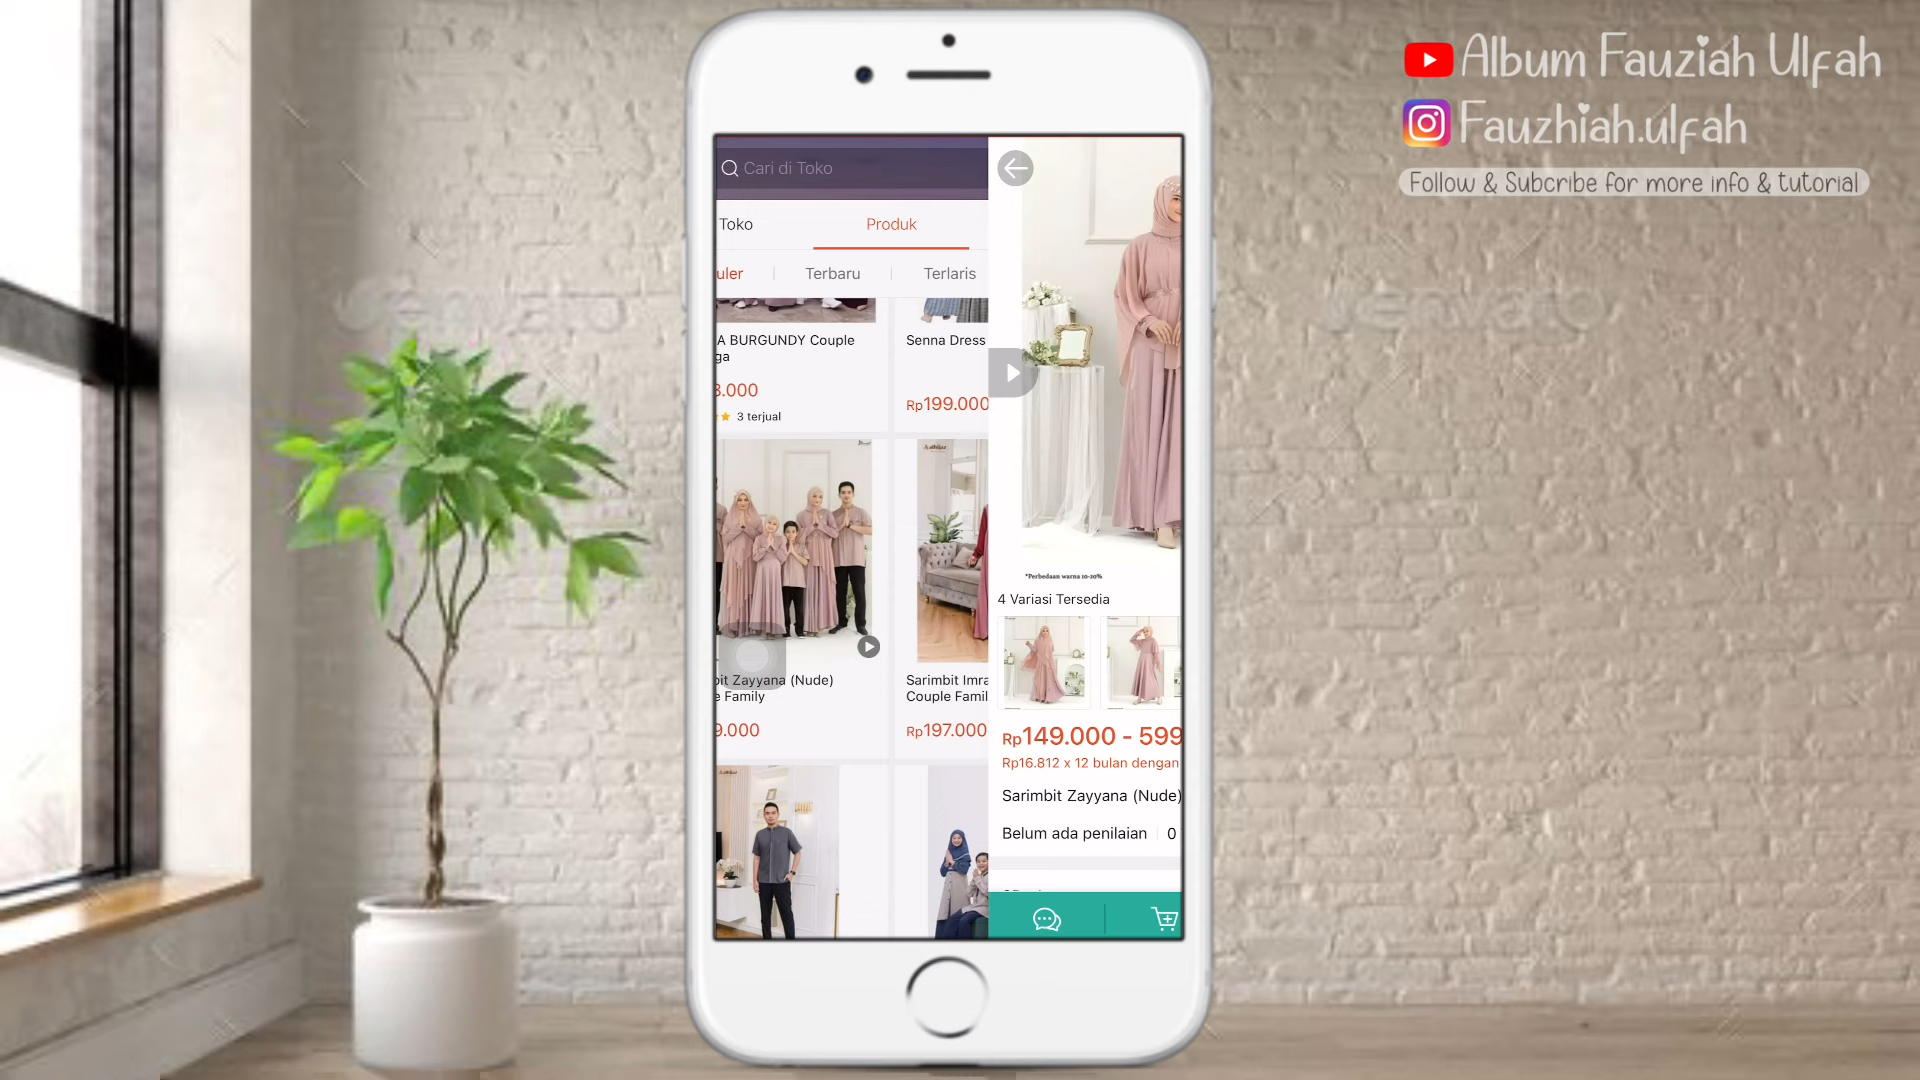 Album Fauziah Ulfah
Fauzhiah.ulfah
Follow & Subcribe for more info & tutorial
Cari di Toko
Toko
Produk
uler
Terbaru
Terlaris
A BURGUNDY Couple
ga
3.000
3 terjual
Senna Dress
Rp199.000
bit Zayyana (Nude)
e Family
9.000
Sarimbit Imra
Couple Famil
Rp197.000
*Perbedaan warna 10-20%
4 Variasi Tersedia
Rp149.000 - 599
Rp16.812 x 12 bulan dengan
Sarimbit Zayyana (Nude)
Belum ada penilaian
0